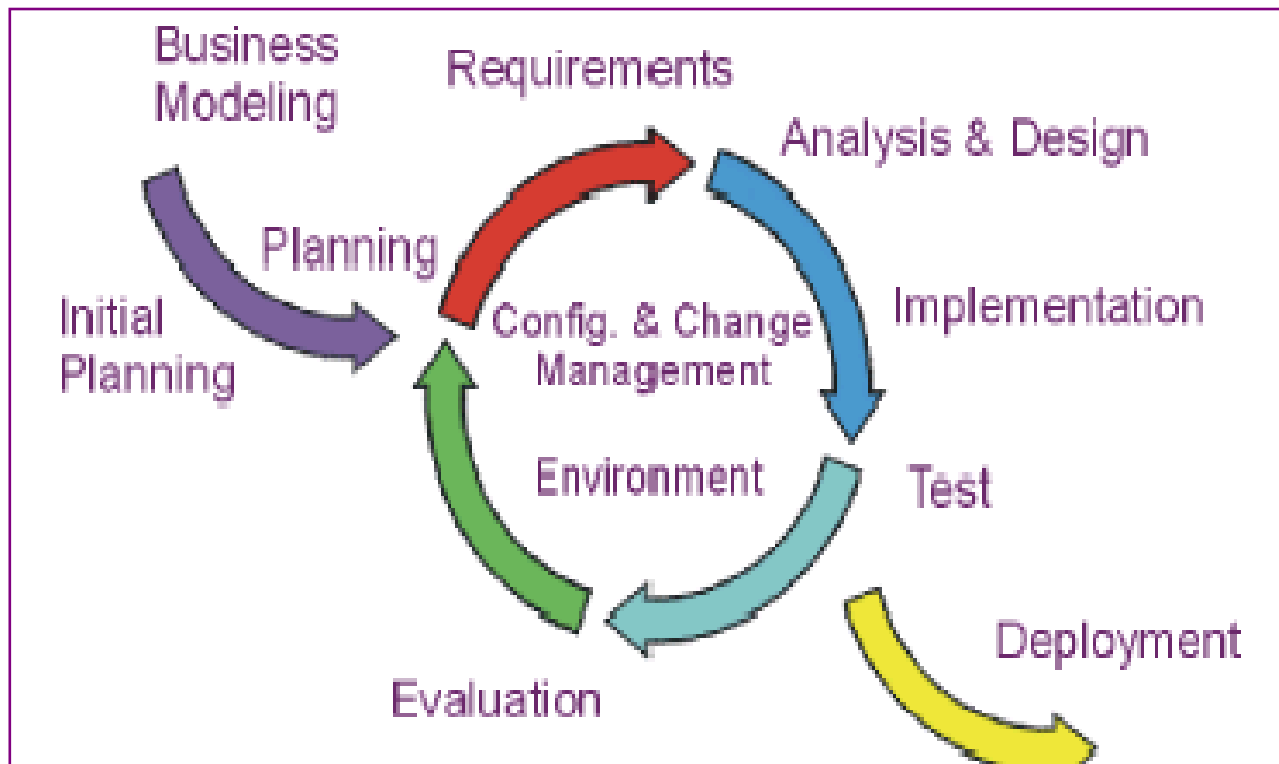 Business
Modeling
Requirements
Analysis & Design
Planning
Initial
Planning
Config. & Change
Management
Implementation
Environment
Test
Deployment
Evaluation